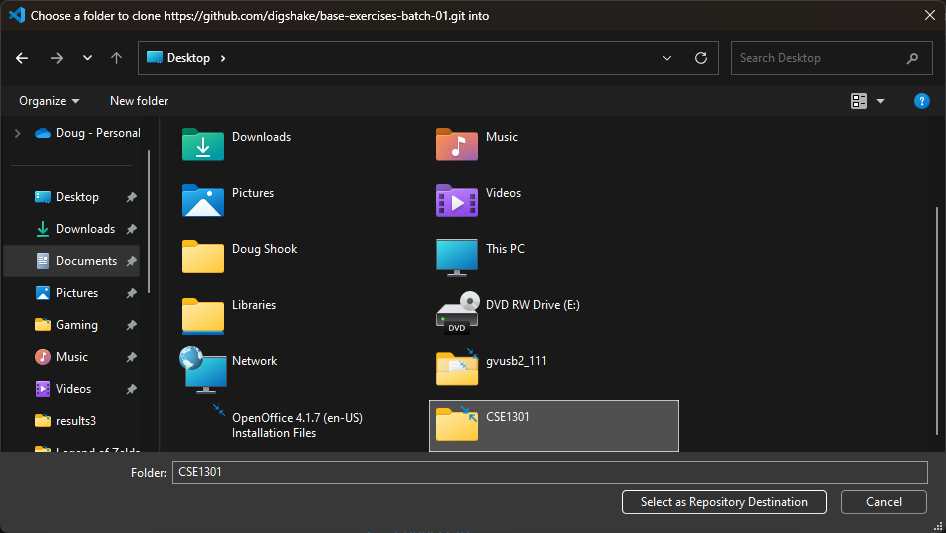 Choose a folder to clone https://github.com/digshake/base-exercises-batch-01.git into
Desktop
Search Desktop
Organize
New folder
?
Doug - Personal
Desktop
Downloads
Documents
Pictures
Gaming
Music
Videos
results3
Downloads
Music
Pictures
Videos
Doug Shook
This PC
Libraries
DVD RW Drive (E:)
DVD
Network
gvusb2_111
OpenOffice 4.1.7 (en-US)
Installation Files
CSE1301
Folder:
CSE1301
Select as Repository Destination
Cancel